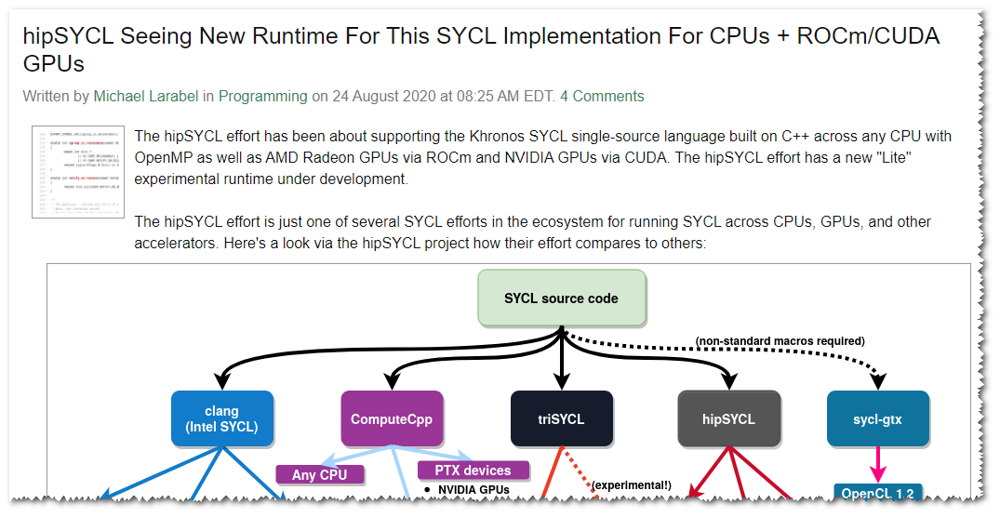 hipSYCL Seeing New Runtime For This SYCL Implementation For CPUs + ROCm/CUDA
GPUs
Written by Michael Larabel in Programming on 24 August 2020 at 08:25 AM EDT. 4 Comments
The hipSYCL effort has been about supporting the Khronos SYCL single-source language built on C++ across any CPU with
OpenMP as well as AMD Radeon GPUs via ROCm and NVIDIA GPUs via CUDA. The hipSYCL effort has a new "Lite"
experimental runtime under development.
The hipSYCL effort is just one of several SYCL efforts in the ecosystem for running SYCL across CPUs, GPUs, and other
accelerators. Here's a look via the hipSYCL project how their effort compares to others:
SYCL source code
(non-standard macros required)
clang
(Intel SYCL)
ComputeCpp
triSYCL
hipSYCL
sycl-gtx
Any CPU
PTX devices
• NVIDIA GPUs
(experimental!)
OpenCL 1.2